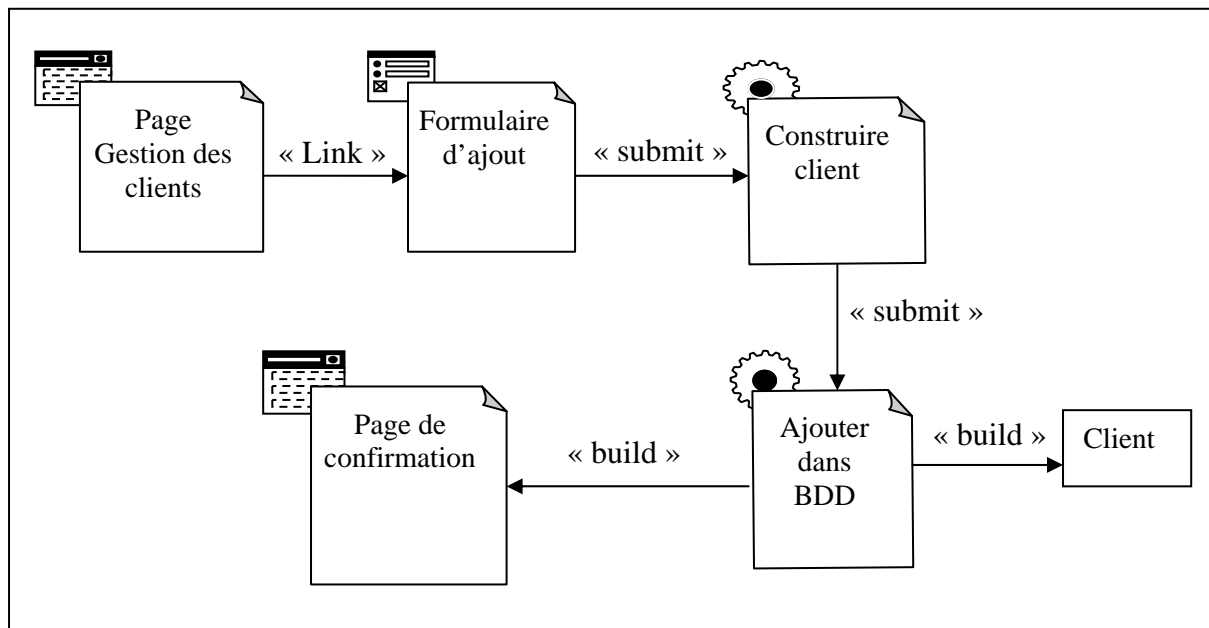 Page
Gestion des
clients
« Link »
Formulaire
d’ajout
« submit »
Construire
client
« submit »
Page de
confirmation
« build »
Ajouter
dans
BDD
« build »
Client